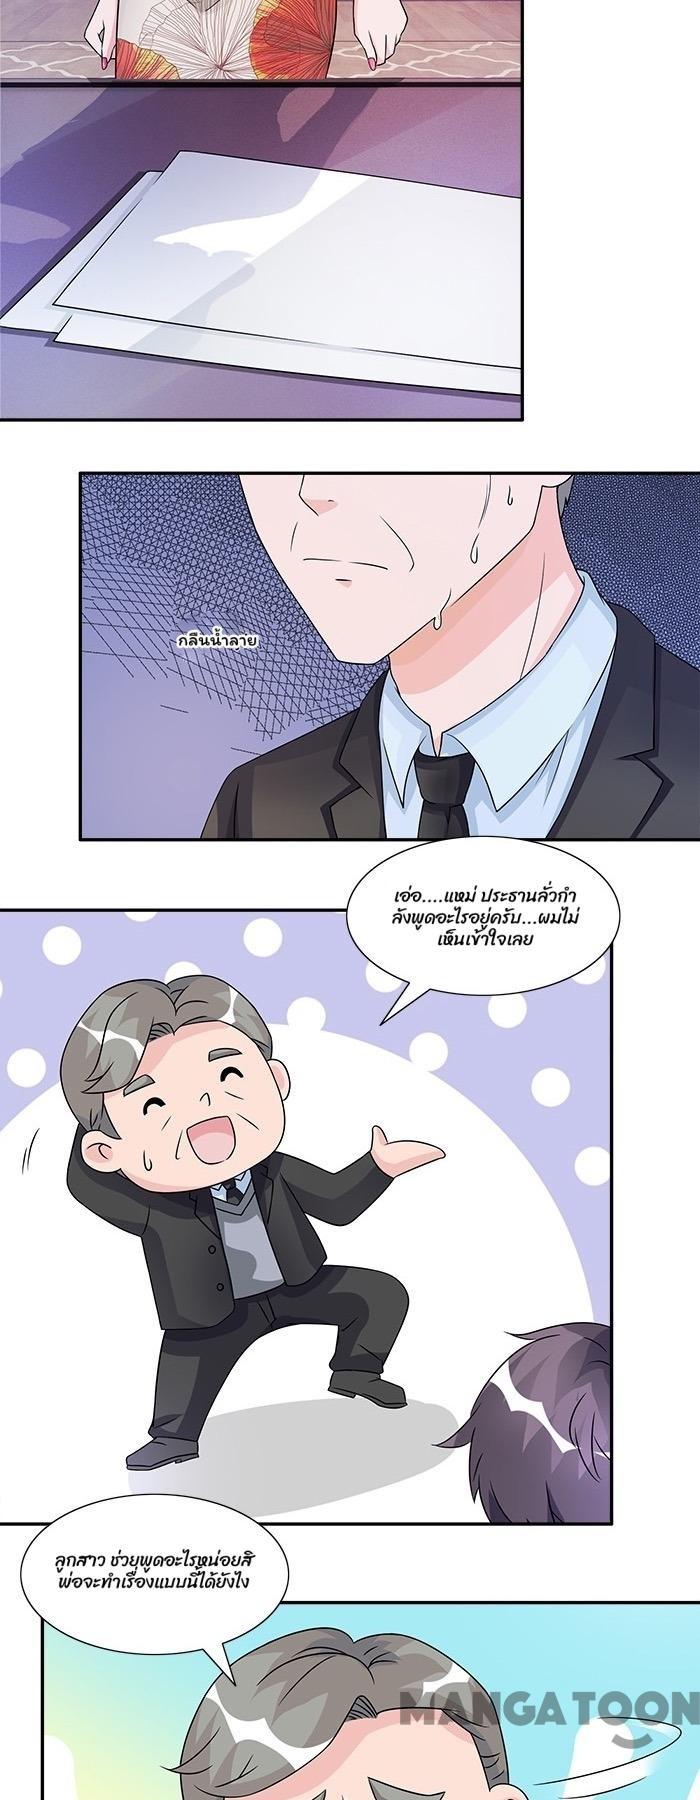 กลืนน้ำลาย
เอ่อ....แหม่ ประธานลั่วกำ
ลังพูดอะไรอยู่ครับ...ผมไม่
เห็นเข้าใจเลย
ลูกสาว ช่วยพูดอะไรหน่อยสิ
พ่อจะทำเรื่องแบบนี้ได้ยังไง
MANGATOON